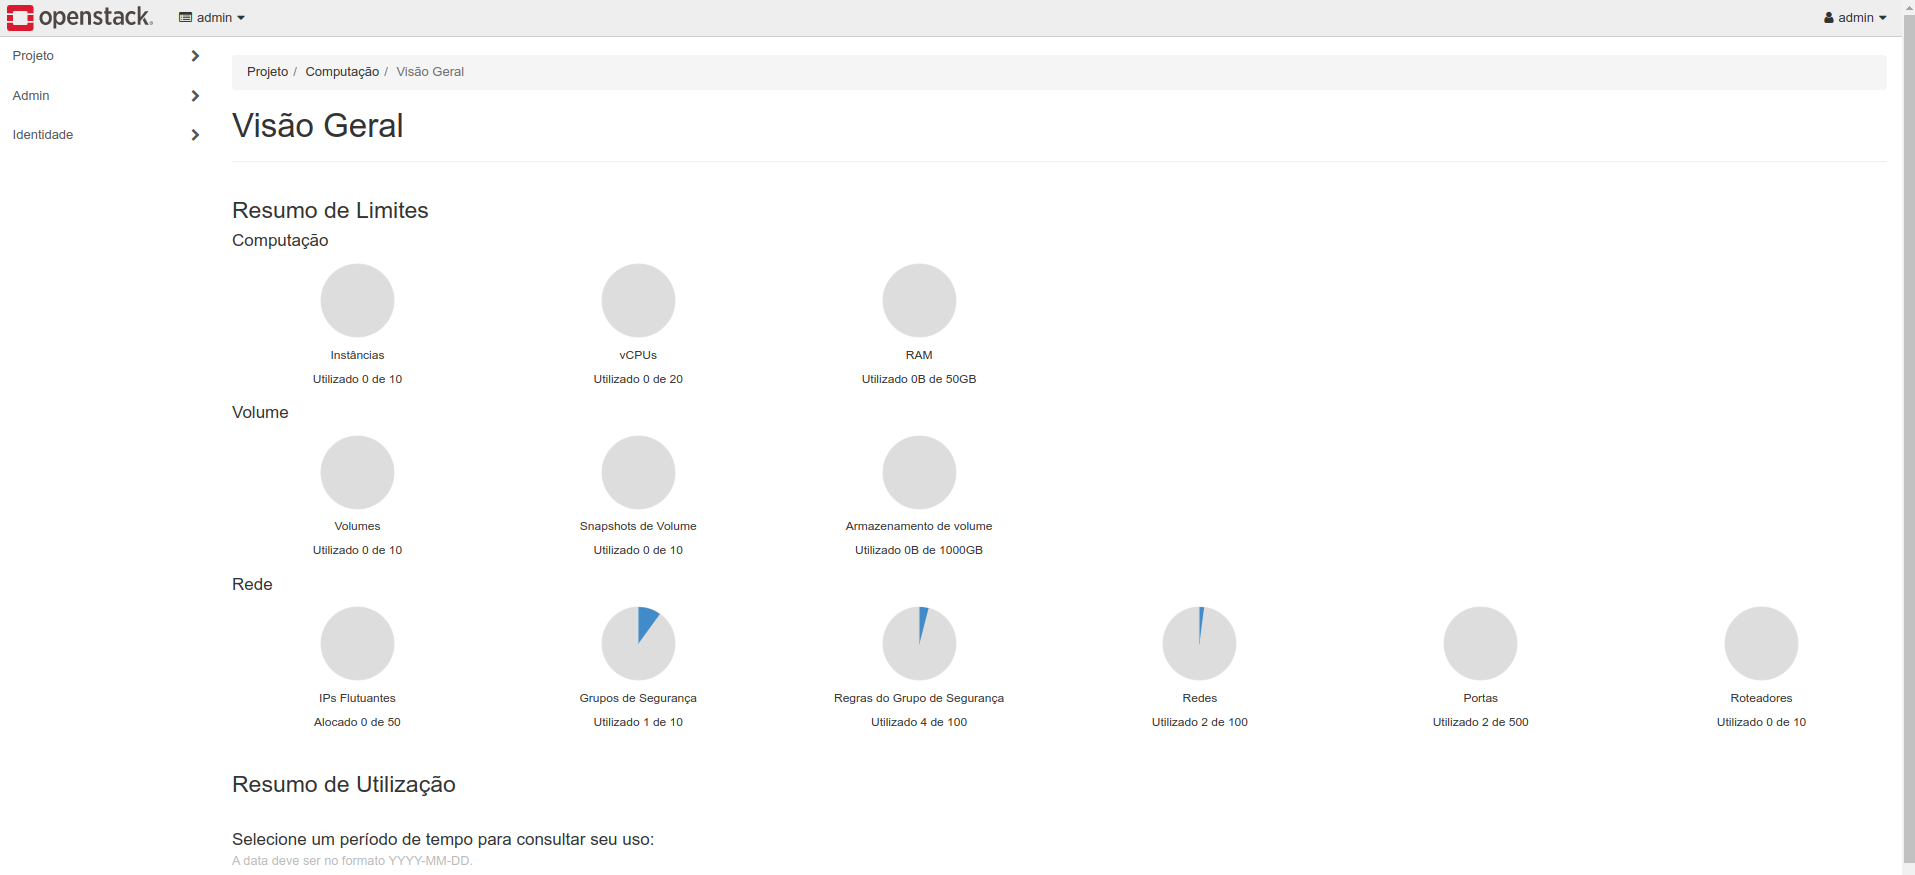 openstack. admin admin
Projeto
Admin
Identidade
Projeto / Computação / Visão Geral
Visão Geral
Resumo de Limites
Computação
Instâncias
Utilizado 0 de 10
vCPUs
Utilizado 0 de 20
RAM
Utilizado 0B de 50GB
Volume
Volumes
Utilizado 0 de 10
Snapshots de Volume
Utilizado 0 de 10
Armazenamento de volume
Utilizado 0B de 1000GB
Rede
IPs Flutuantes
Alocado 0 de 50
Grupos de Segurança
Utilizado 1 de 10
Regras do Grupo de Segurança
Utilizado 4 de 100
Redes
Utilizado 2 de 100
Portas
Utilizado 2 de 500
Roteadores
Utilizado 0 de 10
Resumo de Utilização
Selecione um período de tempo para consultar seu uso:
A data deve ser no formato YYYY-MM-DD.